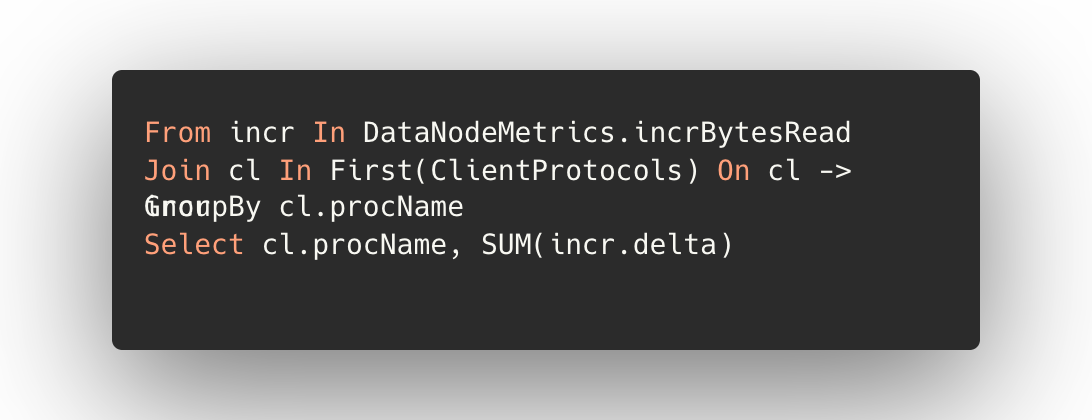 From incr In DataNodeMetrics.incrBytesRead
Join cl In First(ClientProtocols) On cl ->
incr
GroupBy cl.procName
Select cl.procName, SUM(incr.delta)